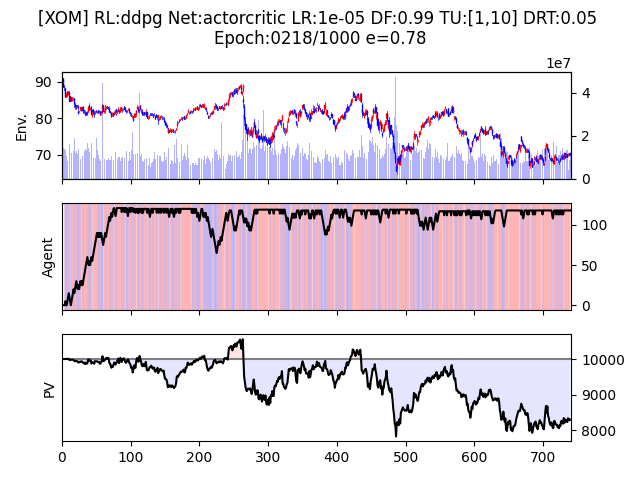 [XOM] RL:ddpg Net:actorcritic LR:1e-05 DF:0.99 TU:[1,10] DRT:0.05
Epoch:0218/1000 e=0.78
1e7
Env.
90
80
70
4
2
0
Agent
100
50
0
PV
10000
9000
8000
0 100 200 300 400 500 600 700